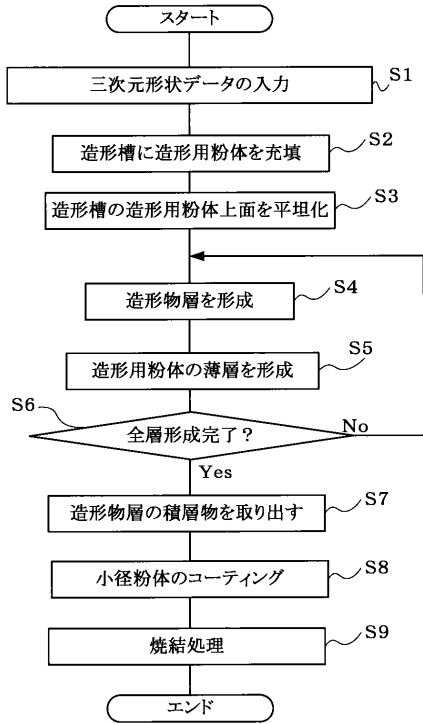 スタート
三次元形状データの入力
S1
造形槽に造形用粉体を充填
S2
造形槽の造形用粉体上面を平坦化
S3
造形物層を形成
S4
造形用粉体の薄層を形成
S5
S6
全層形成完了？
No
Yes
造形物層の積層物を取り出す
S7
小径粉体のコーティング
S8
焼結処理
S9
エンド